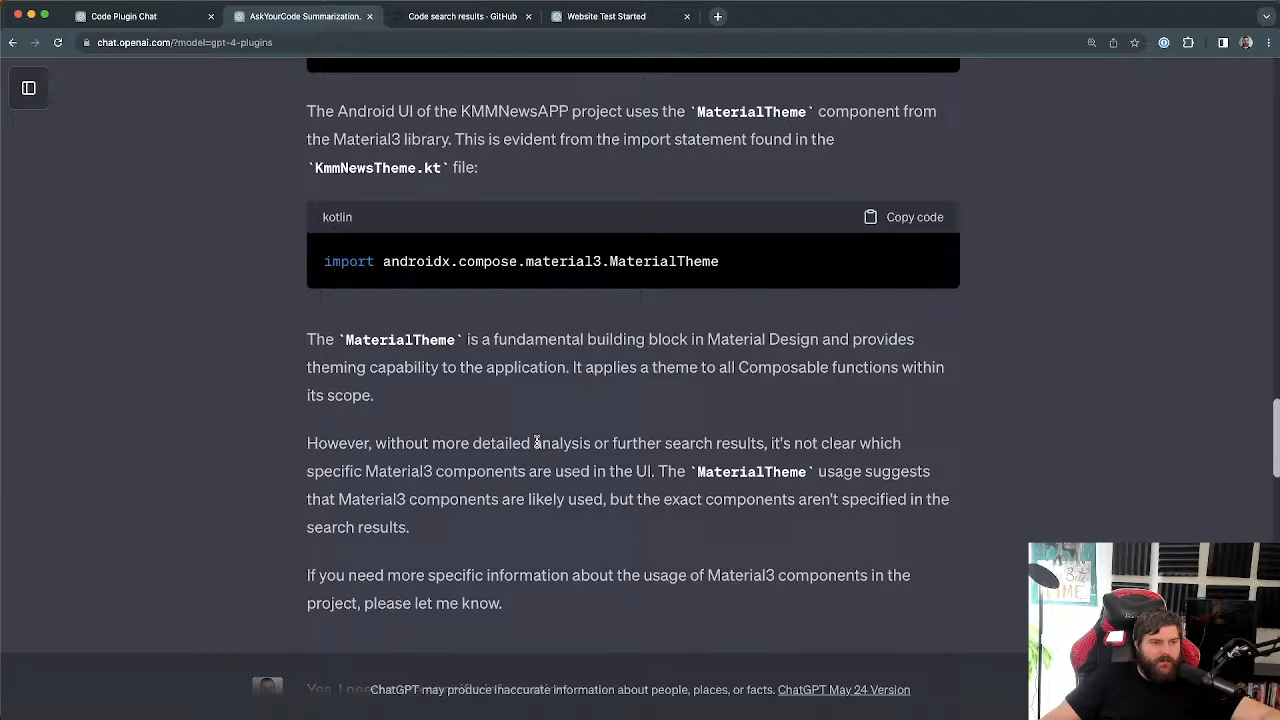 Code Plugin Chat
AskYourCode Summarization.
Code search results · GitHub
Website Test Started
chat.openai.com/?model=gpt-4-plugins
The Android UI of the KMMNewsAPP project uses the `MaterialTheme` component from
the Material3 library. This is evident from the import statement found in the
`KmmNewsTheme.kt` file:
kotlin
Copy code
import androidx.compose.material3.MaterialTheme
The `MaterialTheme` is a fundamental building block in Material Design and provides
theming capability to the application. It applies a theme to all Composable functions within
its scope.
However, without more detailed analysis or further search results, it's not clear which
specific Material3 components are used in the UI. The `MaterialTheme` usage suggests
that Material3 components are likely used, but the exact components aren't specified in the
search results.
If you need more specific information about the usage of Material3 components in the
project, please let me know.
Yes, I need
ChatGPT may produce inaccurate information about people, places, or facts. ChatGPT May 24 Version